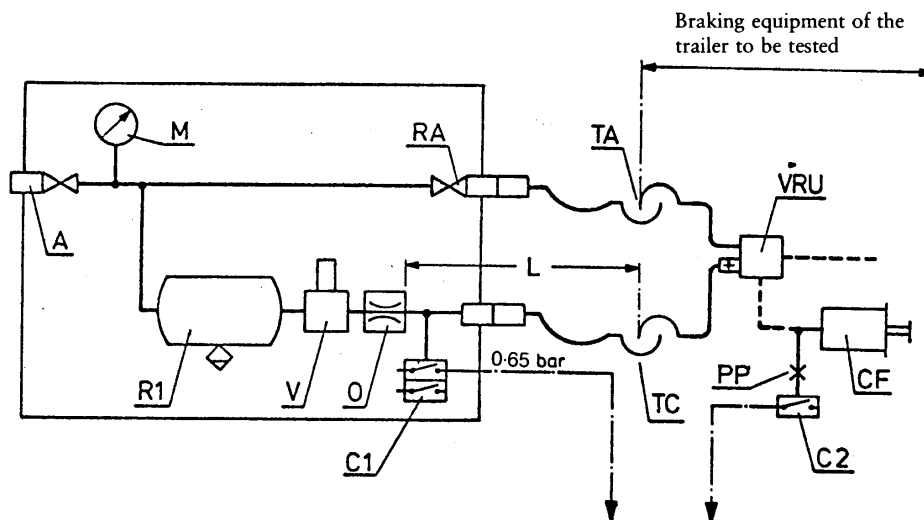 Braking equipment of the
trailer to be tested
M
RA
TA
VRU
A
L
R1
V
O
0·65 bar
C1
TC
PP
CF
C2